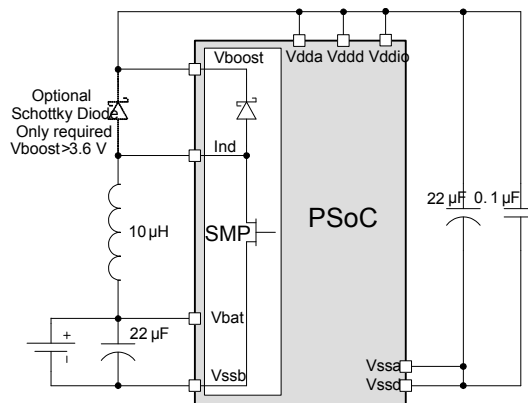 Vboost
Vdda Vddd Vddio
Optional
Schottky Diode
Only required
Vboost>3.6 V
Ind
22 µF 0.1 µF
10 µH
SMP
PSoC
Vbat
+
22 µF
–
Vssa
Vssb
Vssd